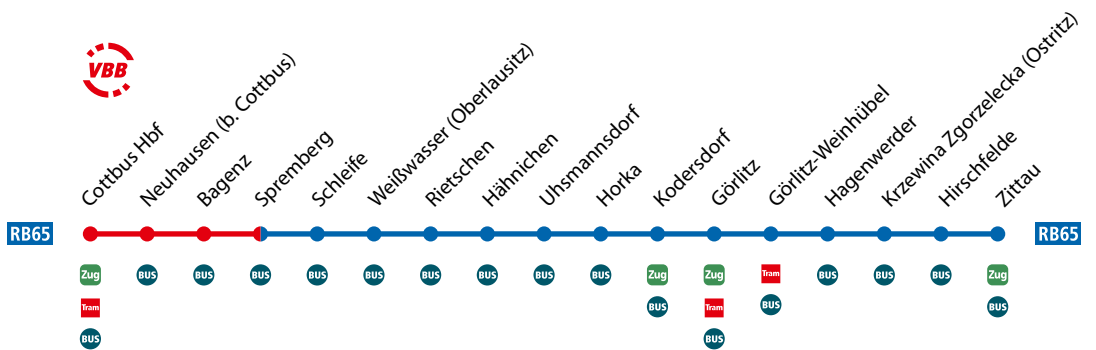 VBB
Cottbus Hbf
Neuhausen (b. Cottbus)
Bagenz
Spremberg
Schleife
Weißwasser (Oberlausitz)
Rietschen
Hähnichen
Uhsmannsdorf
Horka
Kodersdorf
Görlitz
Görlitz-Weinhübel
Hagenwerder
Krzewina Zgorzelecka (Ostritz)
Hirschfelde
Zittau
RB65
RB65
Zug
BUS
BUS
BUS
BUS
BUS
BUS
BUS
BUS
BUS
Zug
Zug
Tram
BUS
BUS
BUS
Zug
Tram
BUS
Tram
BUS
BUS
BUS
BUS